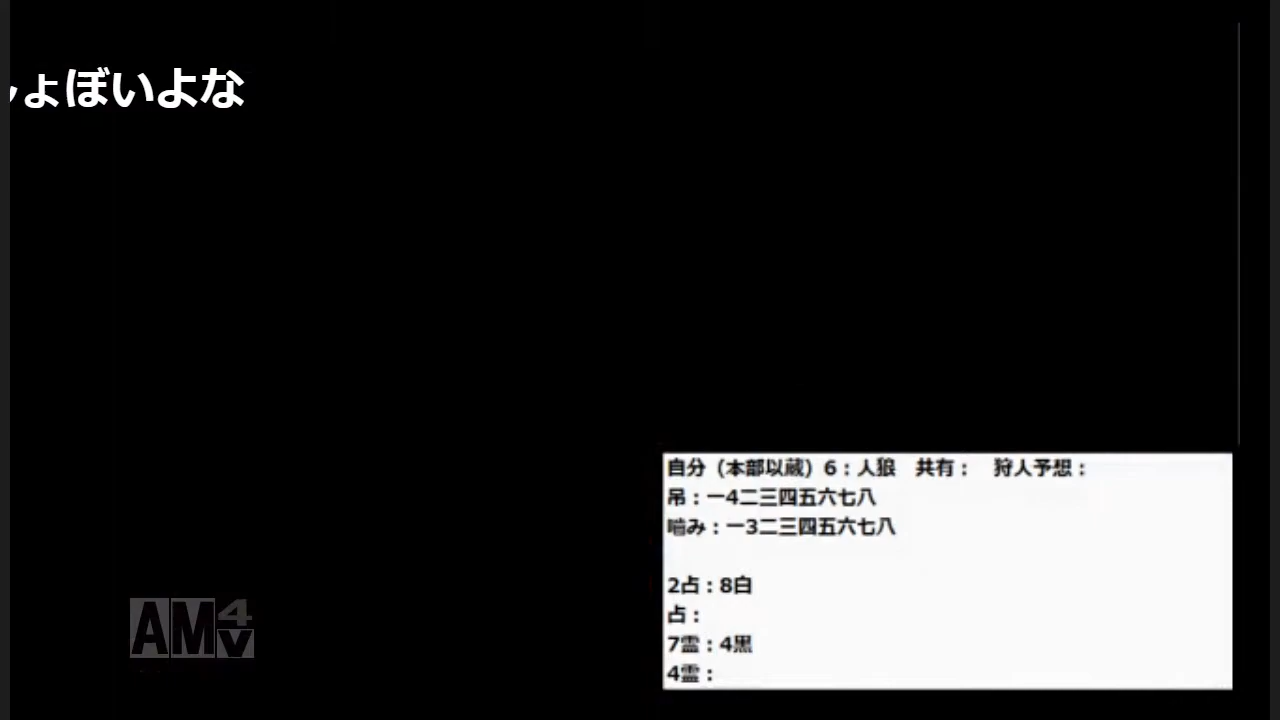 ょぼいよな
自分（本部以蔵）6：人狼　共有：　狩人予想：
吊：一4二三四五六七八
噛み：一3二三四五六七八
2占：8白
占：
7霊：4黒
4霊：
AM4v